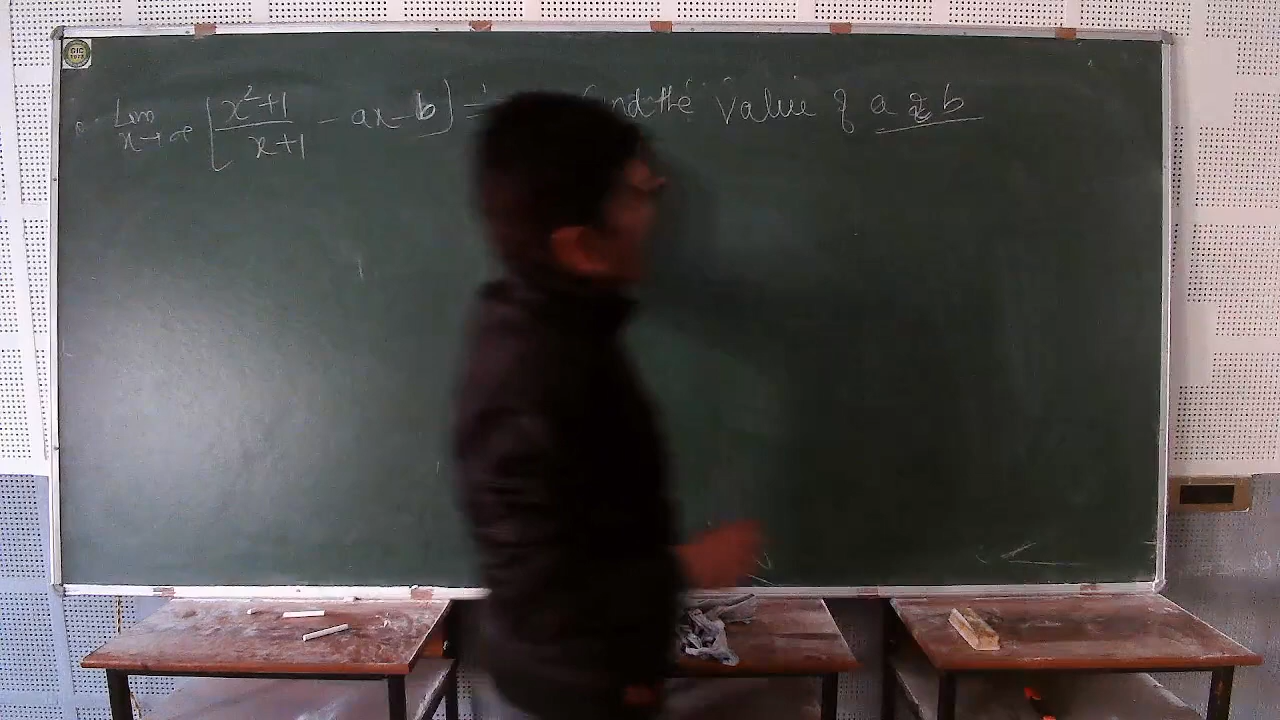 Lim x→∞ [x²+1/x+1 - ax-b] = find the value of a & b